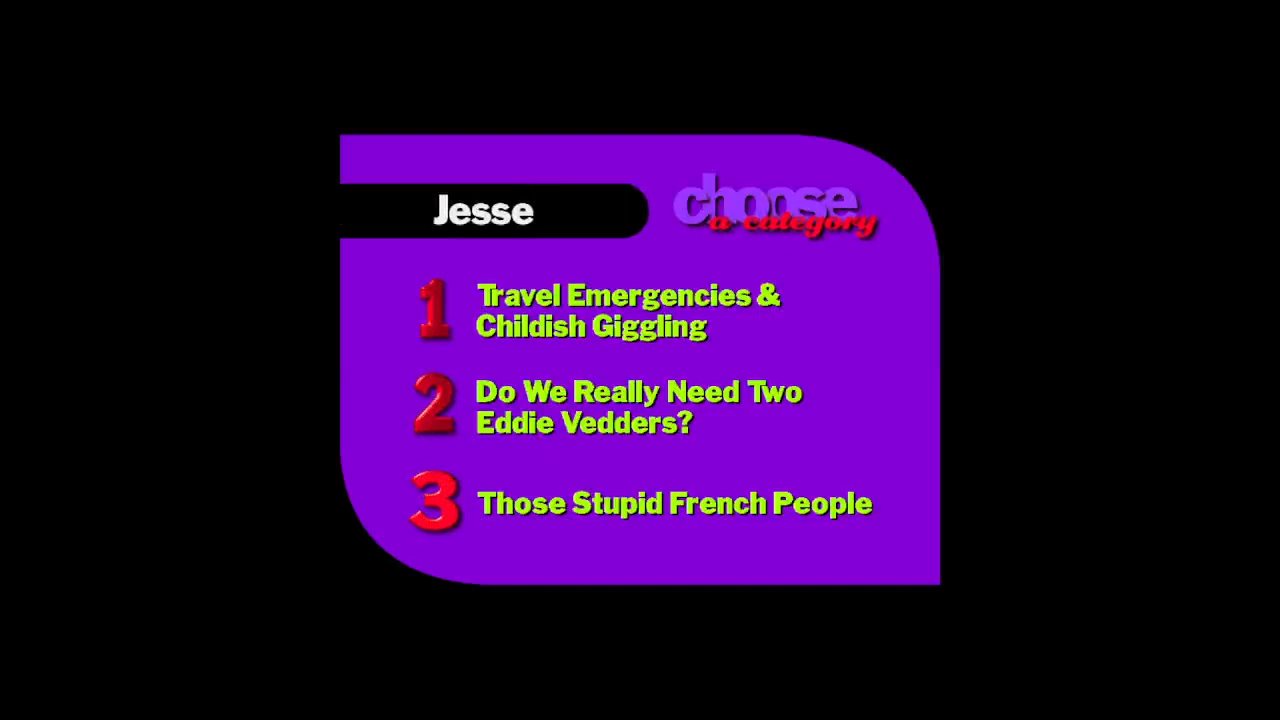 Jesse
choose
a category
1
Travel Emergencies &
Childish Giggling
2
Do We Really Need Two
Eddie Vedders?
3
Those Stupid French People